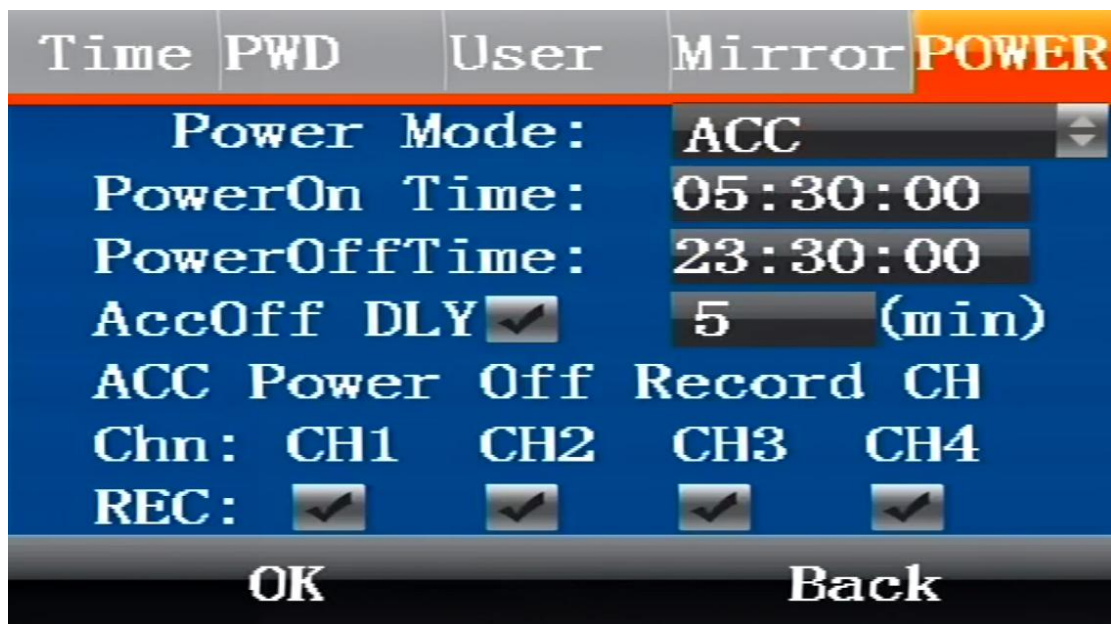 Time PWD User Mirror POWER
Power Mode: ACC
PowerOn Time: 05:30:00
PowerOffTime: 23:30:00
AccOff DLY 5 (min)
ACC Power Off Record CH
Chn: CH1 CH2 CH3 CH4
REC:
OK Back